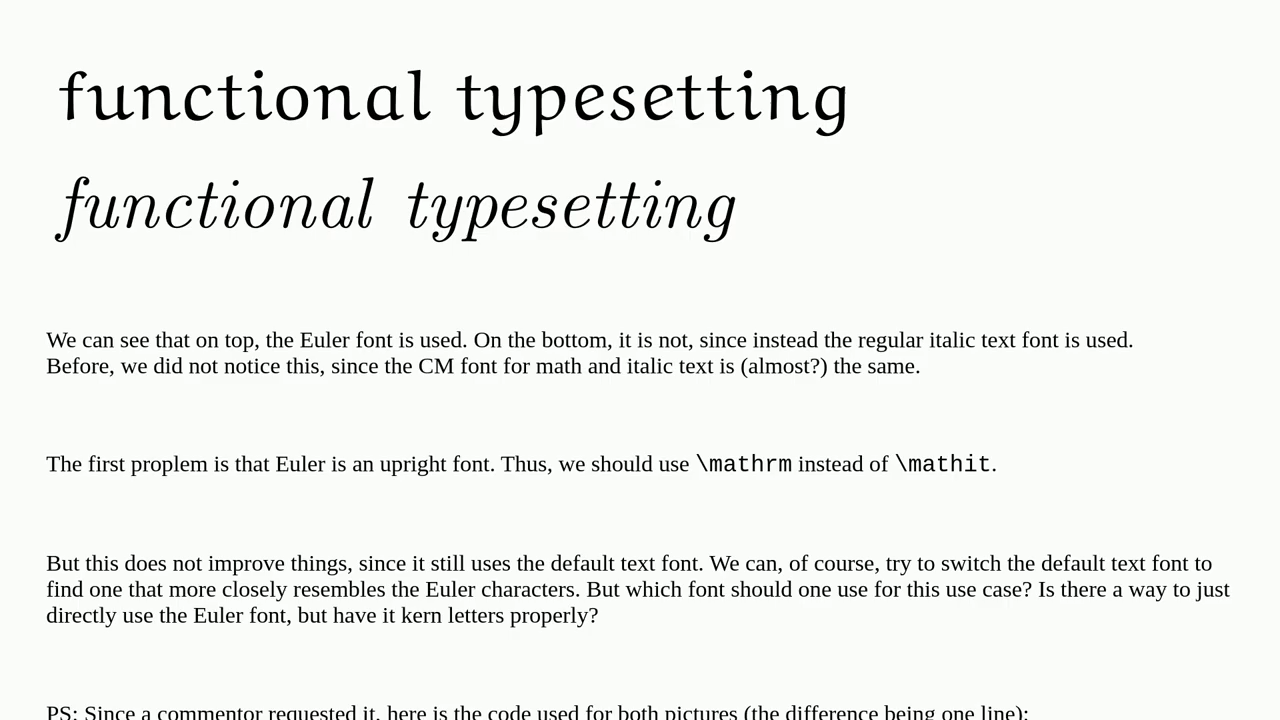 functional typesetting
functional typesetting
We can see that on top, the Euler font is used. On the bottom, it is not, since instead the regular italic text font is used.
Before, we did not notice this, since the CM font for math and italic text is (almost?) the same.
The first proplem is that Euler is an upright font. Thus, we should use \mathrm instead of \mathit.
But this does not improve things, since it still uses the default text font. We can, of course, try to switch the default text font to
find one that more closely resembles the Euler characters. But which font should one use for this use case? Is there a way to just
directly use the Euler font, but have it kern letters properly?
PS: Since a commentor requested it, here is the code used for both pictures (the difference being one line):